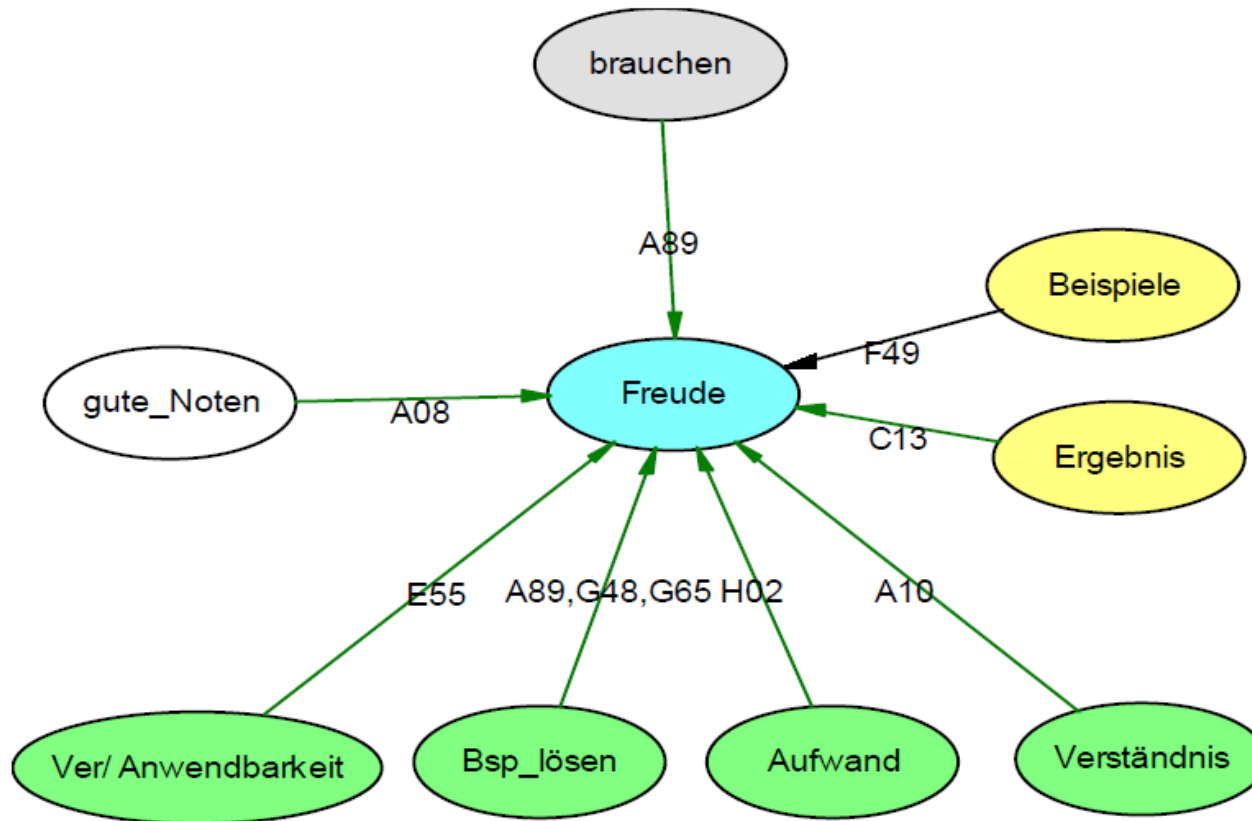 brauchen
A89
Beispiele
F49
Freude
gute_Noten
A08
C13
Ergebnis
E55
A89,G48,G65
H02
A10
Ver/ Anwendbarkeit
Bsp_lösen
Aufwand
Verständnis